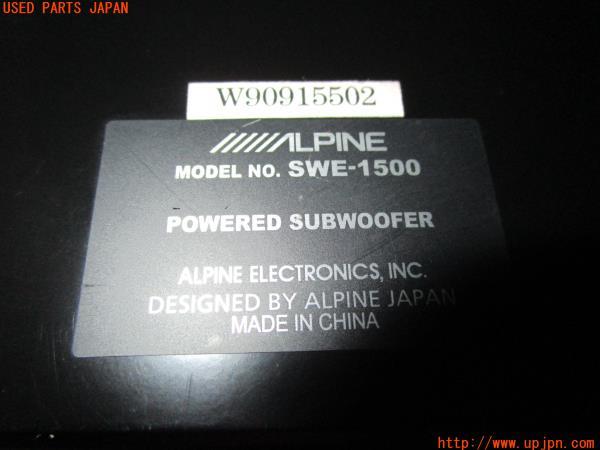 USED PARTS JAPAN
W90915502
ALPINE
MODEL NO. SWE-1500
POWERED SUBWOOFER
ALPINE ELECTRONICS, INC.
DESIGNED BY ALPINE JAPAN
MADE IN CHINA
http://www.upjpn.com/